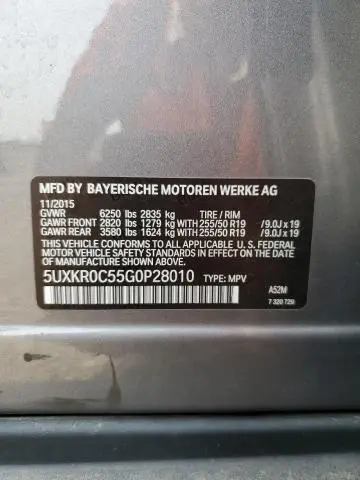 MFD BY BAYERISCHE MOTOREN WERKE AG
11/2015
GVWR 6250 lbs 2835 kg TIRE / RIM
GAWR FRONT 2820 lbs 1279 kg WITH 255/50 R19 /9.0J x 19
GAWR REAR 3580 lbs 1624 kg WITH 255/50 R19 /9.0J x 19
THIS VEHICLE CONFORMS TO ALL APPLICABLE U. S. FEDERAL
MOTOR VEHICLE SAFETY STANDARDS IN EFFECT ON THE DATE
OF MANUFACTURE SHOWN ABOVE.
5UXKR0C55G0P28010 TYPE: MPV
A52M
7 320 729